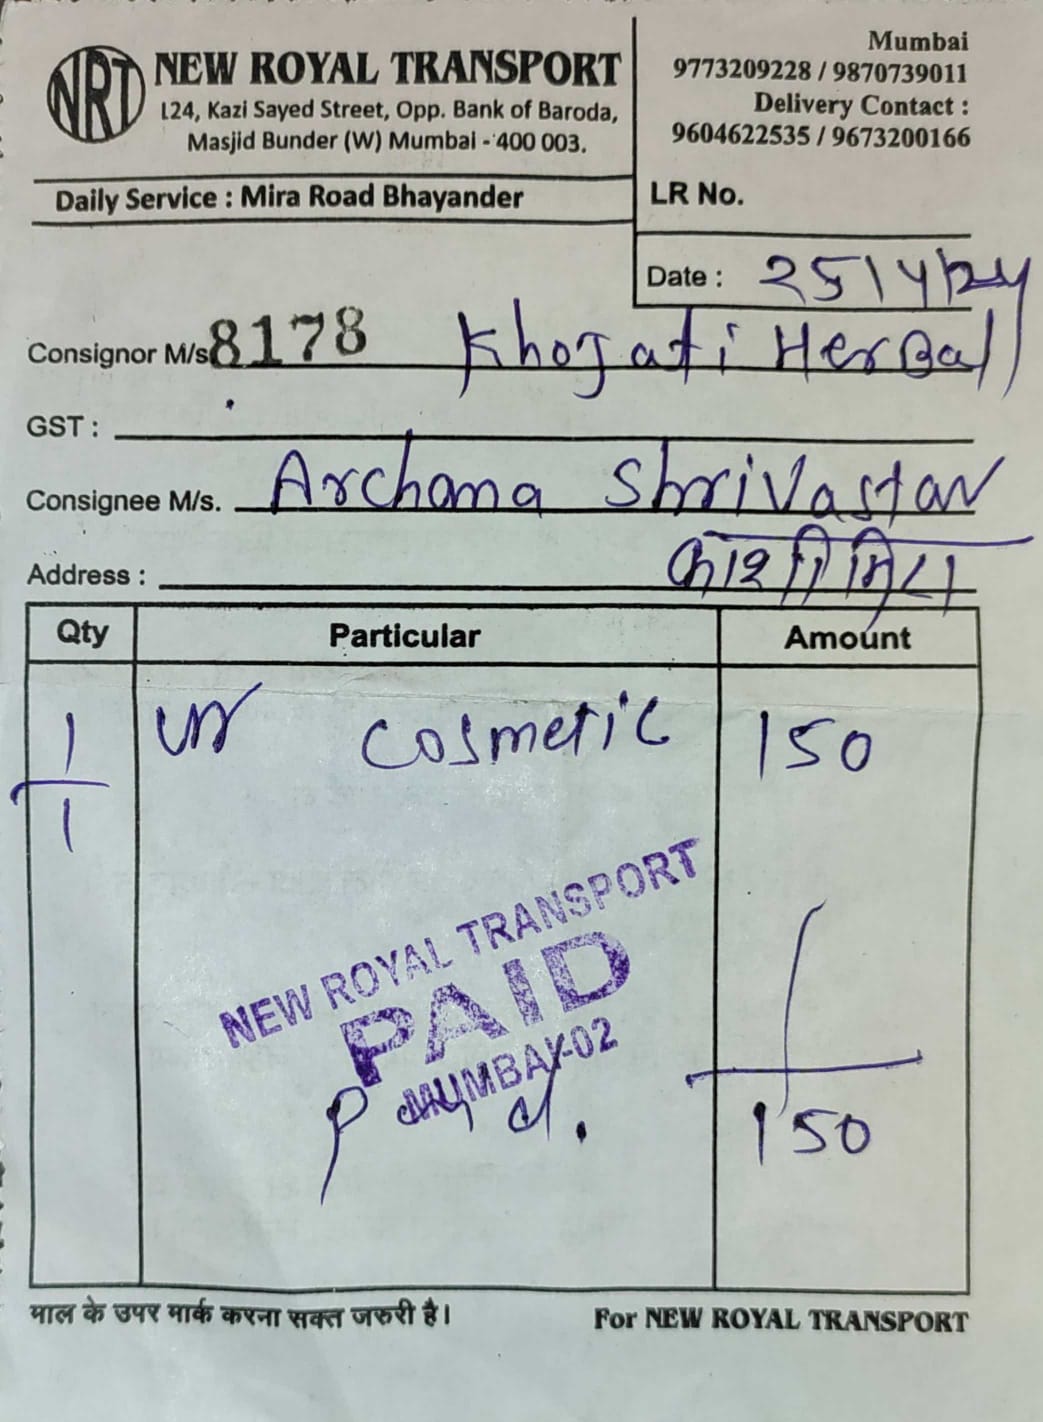 NRT
NEW ROYAL TRANSPORT
124, Kazi Sayed Street, Opp. Bank of Baroda,
Masjid Bunder (W) Mumbai - 400 003.
Daily Service : Mira Road Bhayander
Mumbai
9773209228 / 9870739011
Delivery Contact :
9604622535 / 9673200166
LR No.
Date : 25/4/24
Consignor M/s 8178 Khojati Herball
GST :
Consignee M/s. Archana Shrivastav
Address : काशी
Qty Particular Amount
1 cosmetic 150
1
NEW ROYAL TRANSPORT
PAID
MUMBAY-02
Paid.
150
माल के उपर मार्क करना सक्त जरुरी है।
For NEW ROYAL TRANSPORT